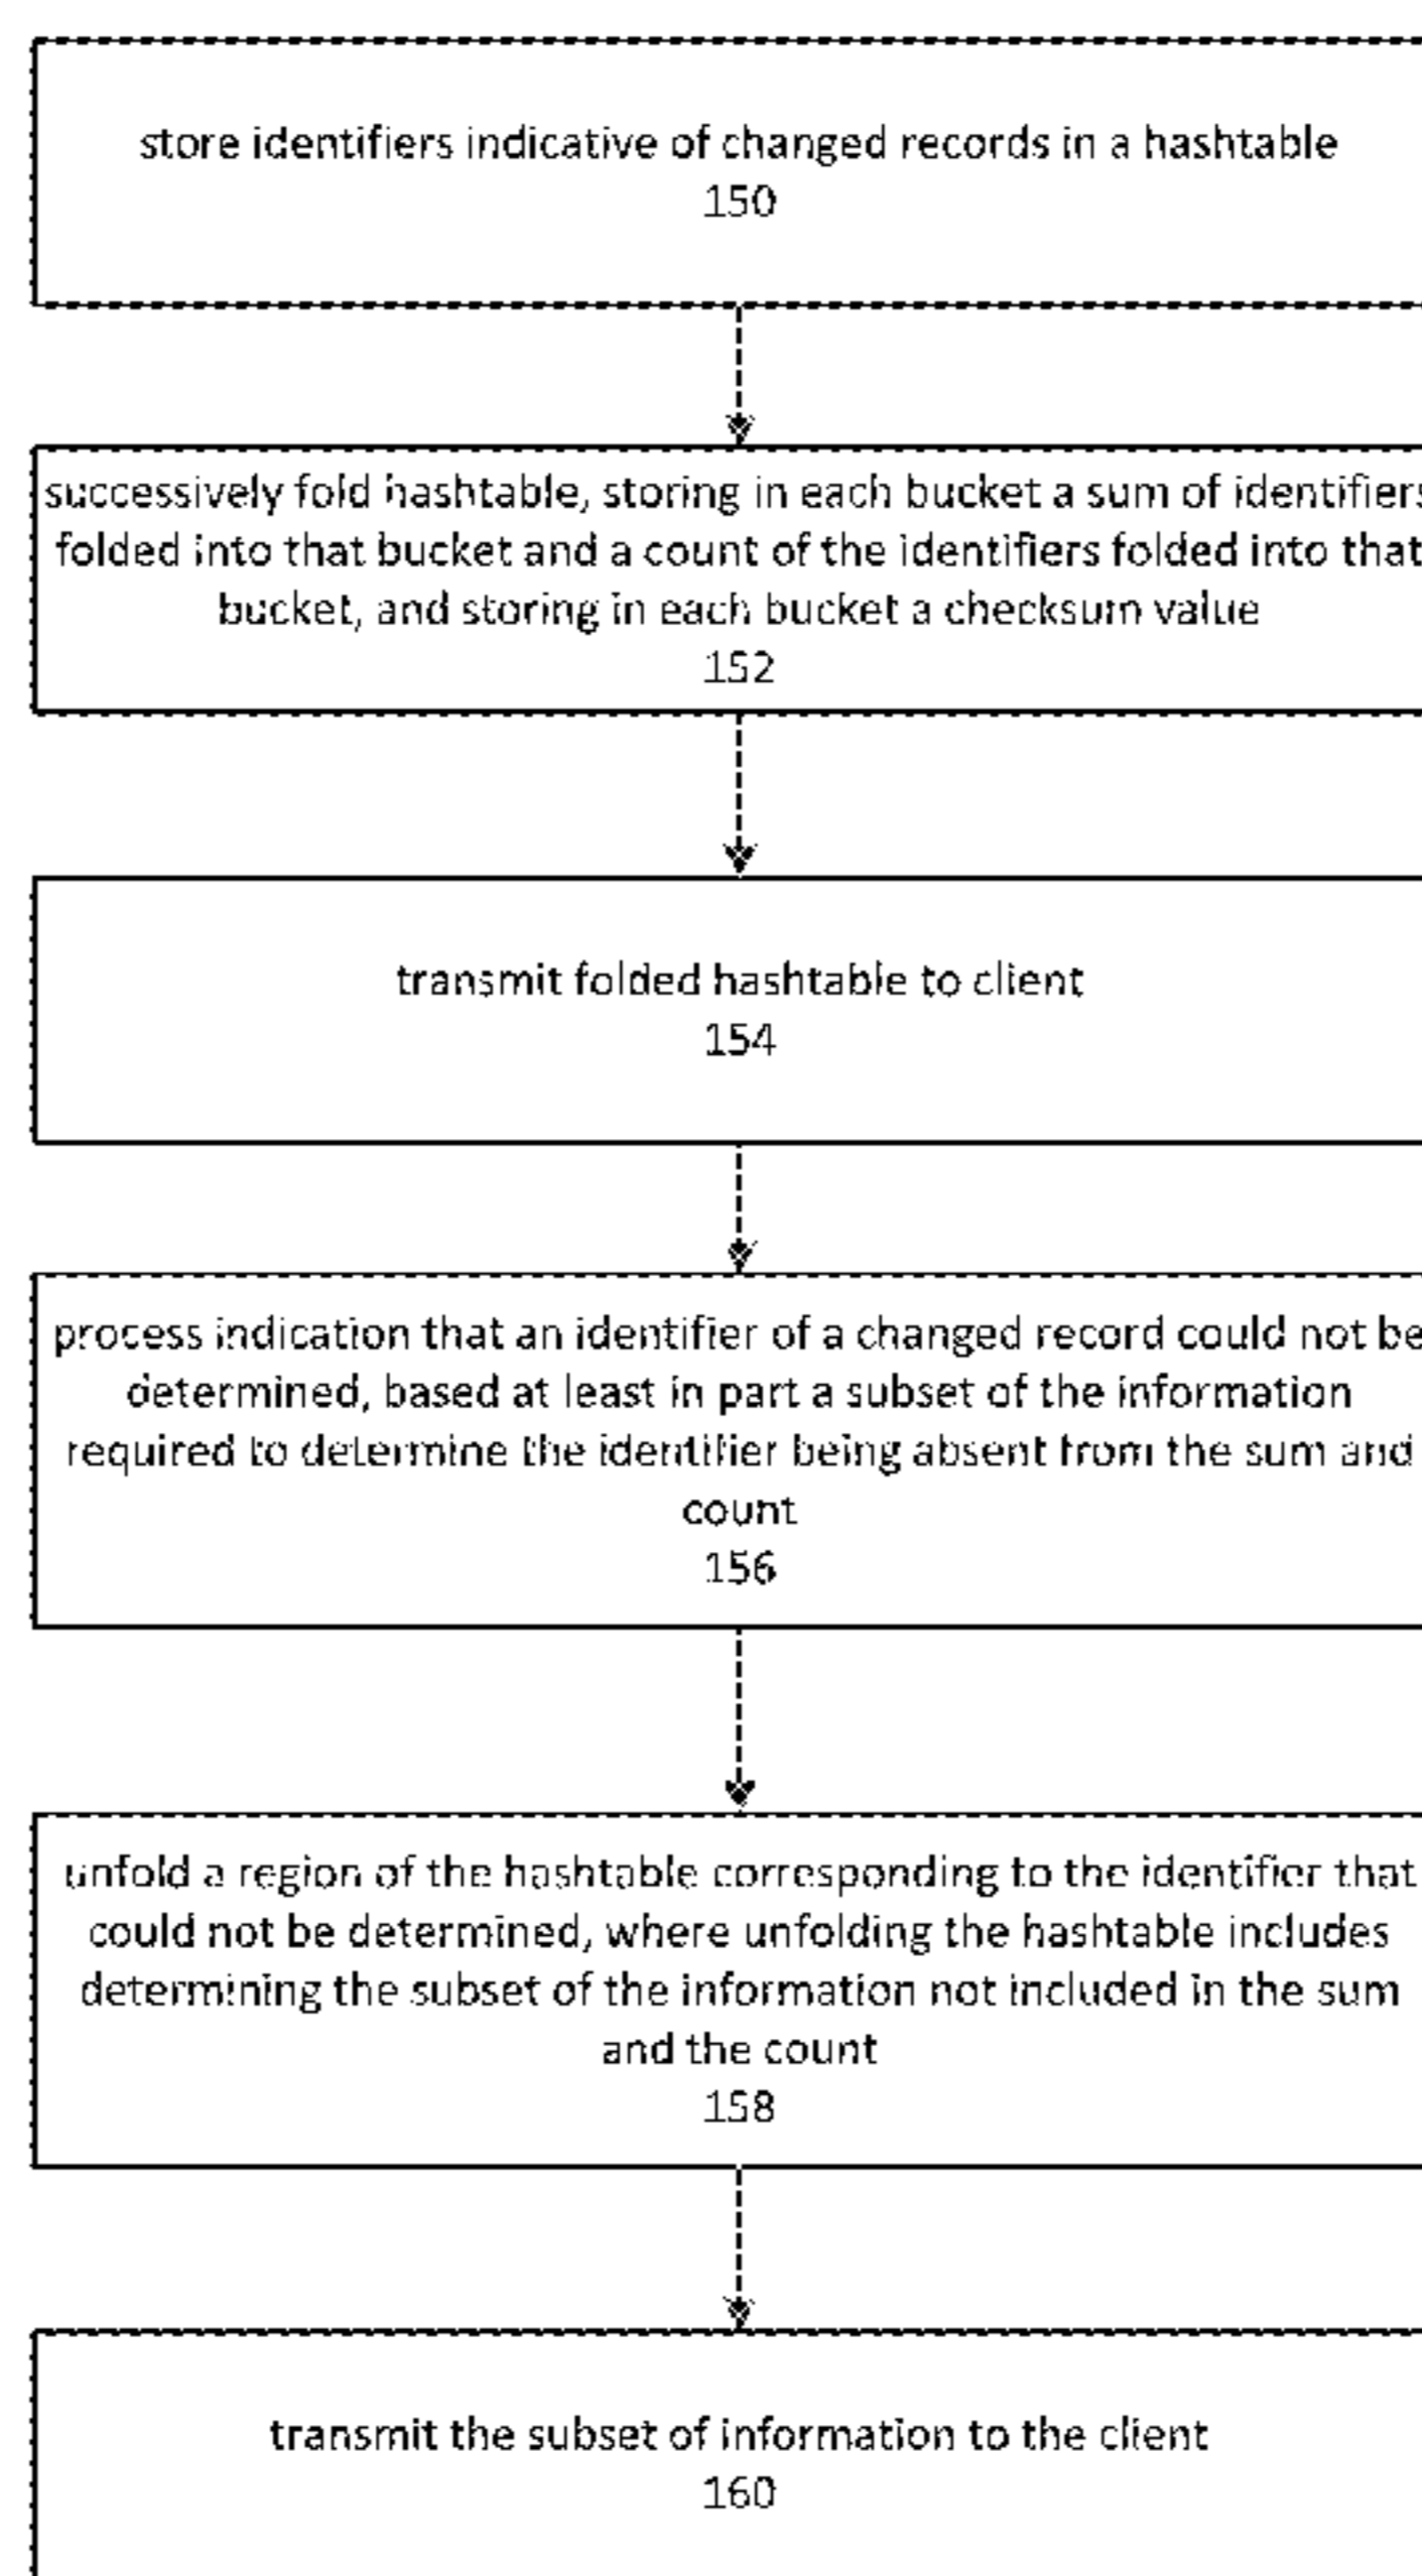 store identifiers indicative of changed records in a hashtable
150
successively fold hashtable, storing in each bucket a sum of identifiers
folded into that bucket and a count of the identifiers folded into that
bucket, and storing in each bucket a checksum value
152
transmit folded hashtable to client
154
process indication that an identifier of a changed record could not be
determined, based at least in part a subset of the information
required to determine the identifier being absent from the sum and
count
156
unfold a region of the hashtable corresponding to the identifier that
could not be determined, where unfolding the hashtable includes
determining the subset of the information not included in the sum
and the count
158
transmit the subset of information to the client
160